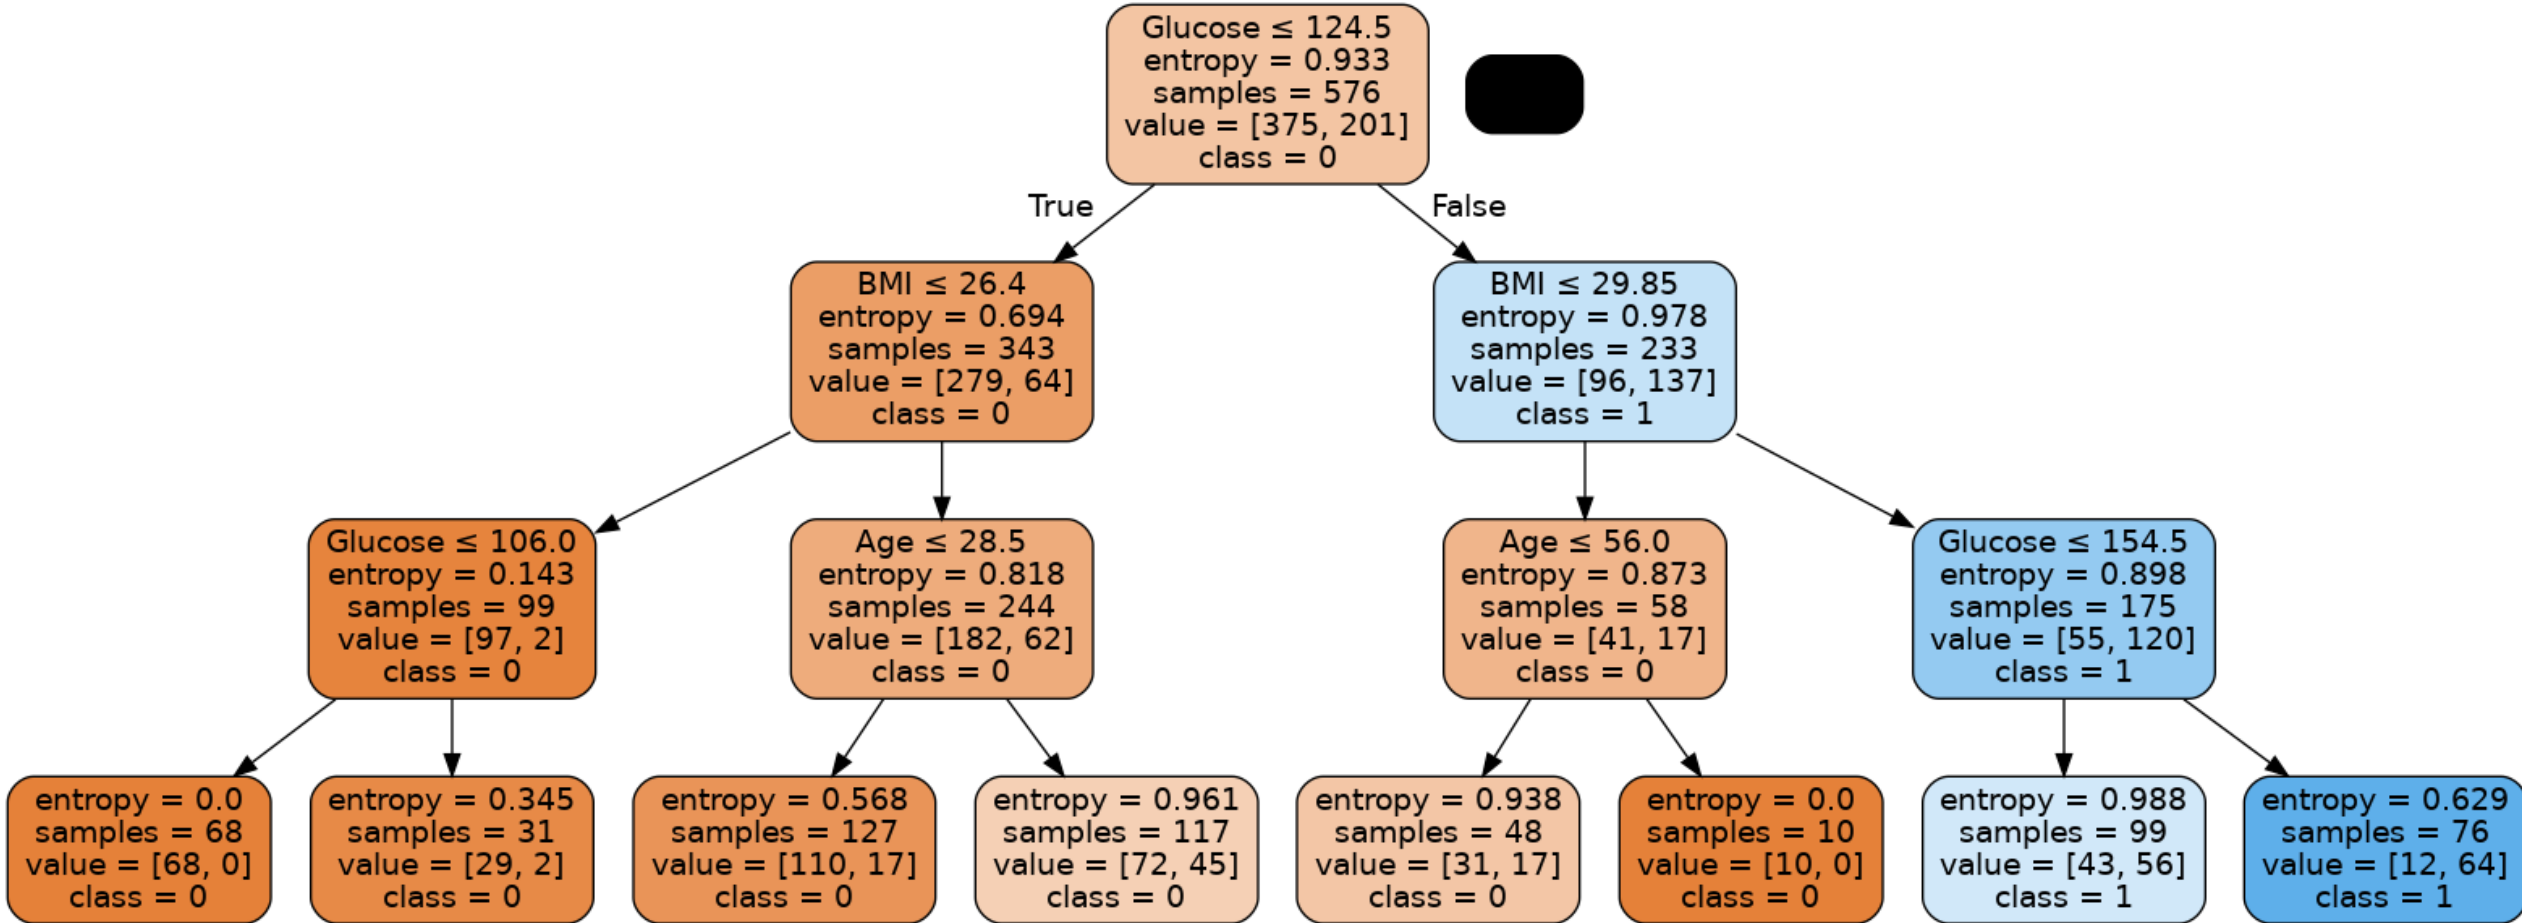 Glucose ≤ 124.5
entropy = 0.933
samples = 576
value = [375, 201]
class = 0
True
False
BMI ≤ 26.4
entropy = 0.694
samples = 343
value = [279, 64]
class = 0
BMI ≤ 29.85
entropy = 0.978
samples = 233
value = [96, 137]
class = 1
Glucose ≤ 106.0
entropy = 0.143
samples = 99
value = [97, 2]
class = 0
Age ≤ 28.5
entropy = 0.818
samples = 244
value = [182, 62]
class = 0
Age ≤ 56.0
entropy = 0.873
samples = 58
value = [41, 17]
class = 0
Glucose ≤ 154.5
entropy = 0.898
samples = 175
value = [55, 120]
class = 1
entropy = 0.0
samples = 68
value = [68, 0]
class = 0
entropy = 0.345
samples = 31
value = [29, 2]
class = 0
entropy = 0.568
samples = 127
value = [110, 17]
class = 0
entropy = 0.961
samples = 117
value = [72, 45]
class = 0
entropy = 0.938
samples = 48
value = [31, 17]
class = 0
entropy = 0.0
samples = 10
value = [10, 0]
class = 0
entropy = 0.988
samples = 99
value = [43, 56]
class = 1
entropy = 0.629
samples = 76
value = [12, 64]
class = 1